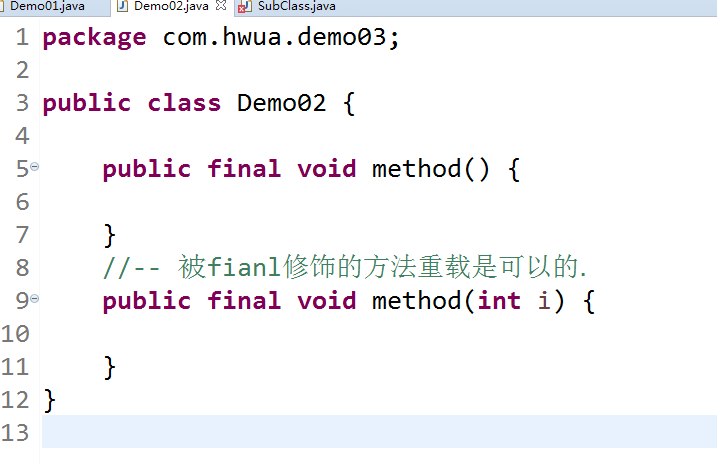 Demo01.java Demo02.java SubClass.java
1 package com.hwua.demo03;
2
3 public class Demo02 {
4
5 public final void method() {
6
7 }
8 //-- 被fianl修饰的方法重载是可以的.
9 public final void method(int i) {
10
11 }
12 }
13